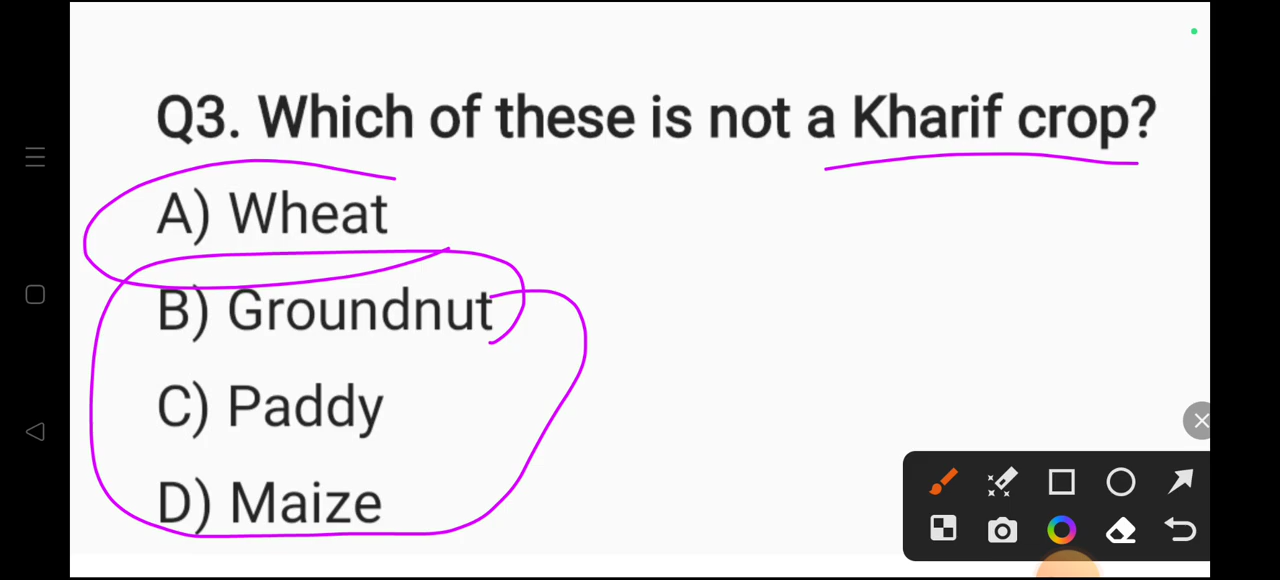 Q3. Which of these is not a Kharif crop?
A) Wheat
B) Groundnut
C) Paddy
D) Maize